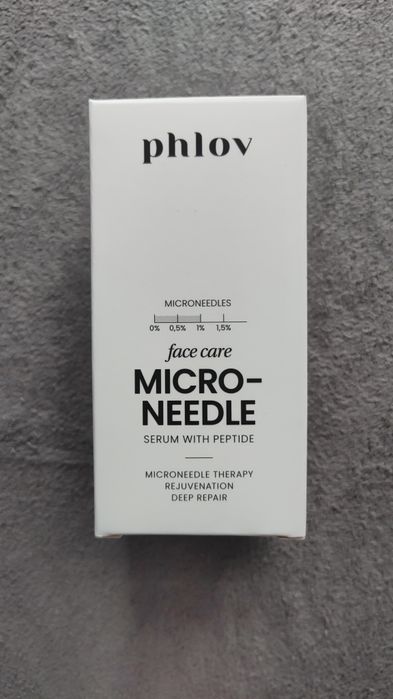 phlov
MICRONEEDLES
0% 0,5% 1% 1,5%
face care
MICRO-
NEEDLE
SERUM WITH PEPTIDE
MICRONEEDLE THERAPY
REJUVENATION
DEEP REPAIR